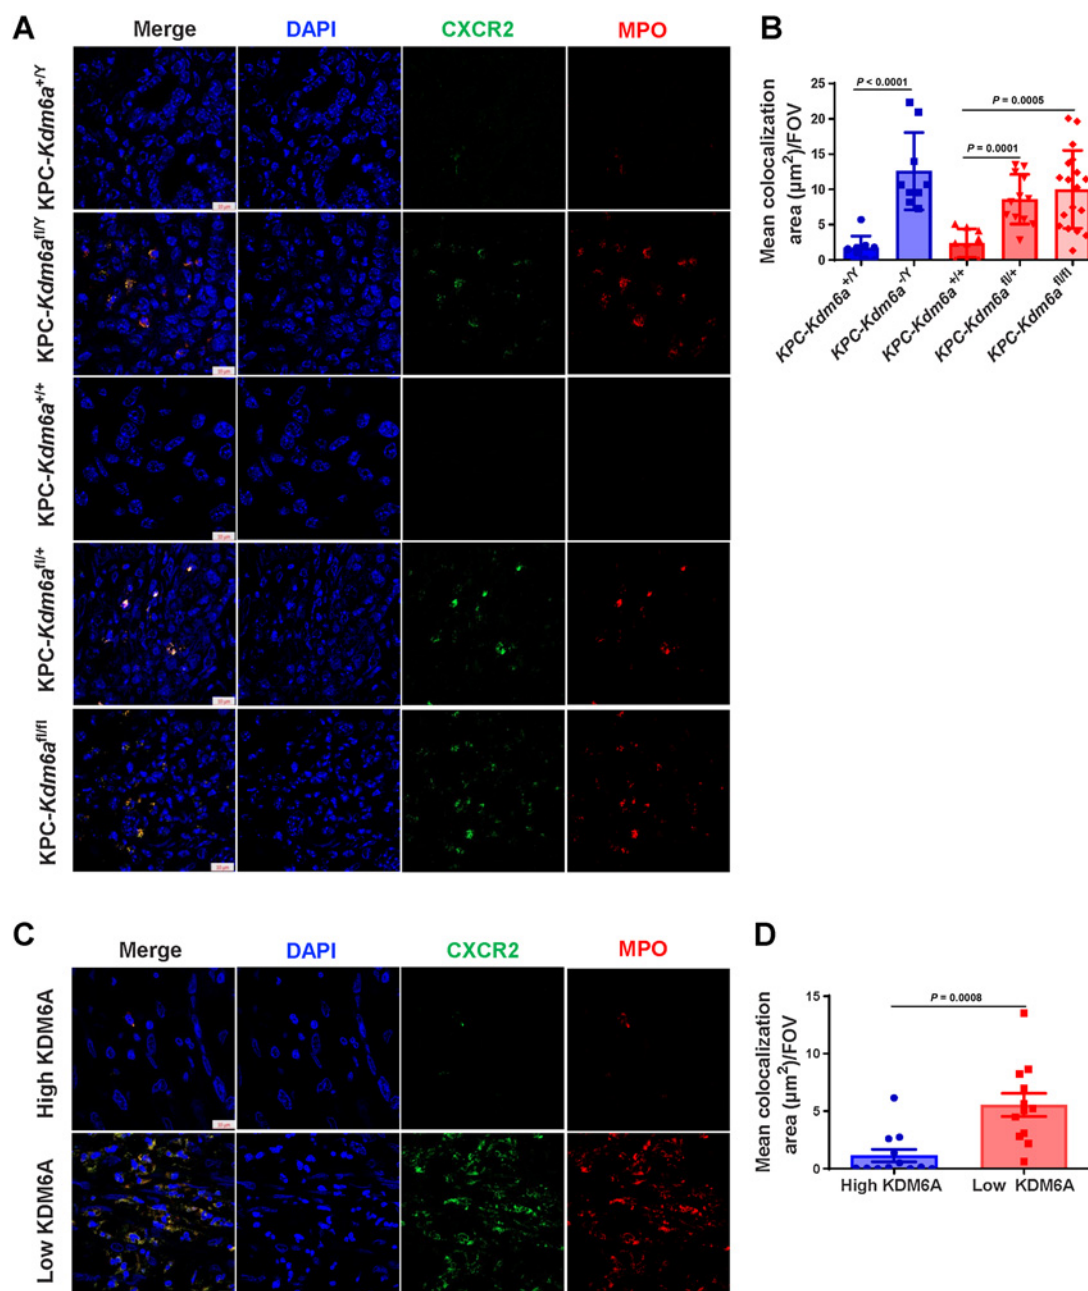 A
Merge DAPI CXCR2 MPO
KPC-Kdm6a+/Y
KPC-Kdm6afl/Y
KPC-Kdm6a+/+
KPC-Kdm6afl/+
KPC-Kdm6afl/fl
B
Mean colocalization
area (µm²)/FOV
25
20
15
10
5
0
P < 0.0001
P = 0.0005
P = 0.0001
KPC-Kdm6a+/Y
KPC-Kdm6a-/Y
KPC-Kdm6a+/+
KPC-Kdm6afl/+
KPC-Kdm6afl/fl
C
Merge DAPI CXCR2 MPO
High KDM6A
Low KDM6A
D
Mean colocalization
area (µm²)/FOV
15
10
5
0
P = 0.0008
High KDM6A Low KDM6A